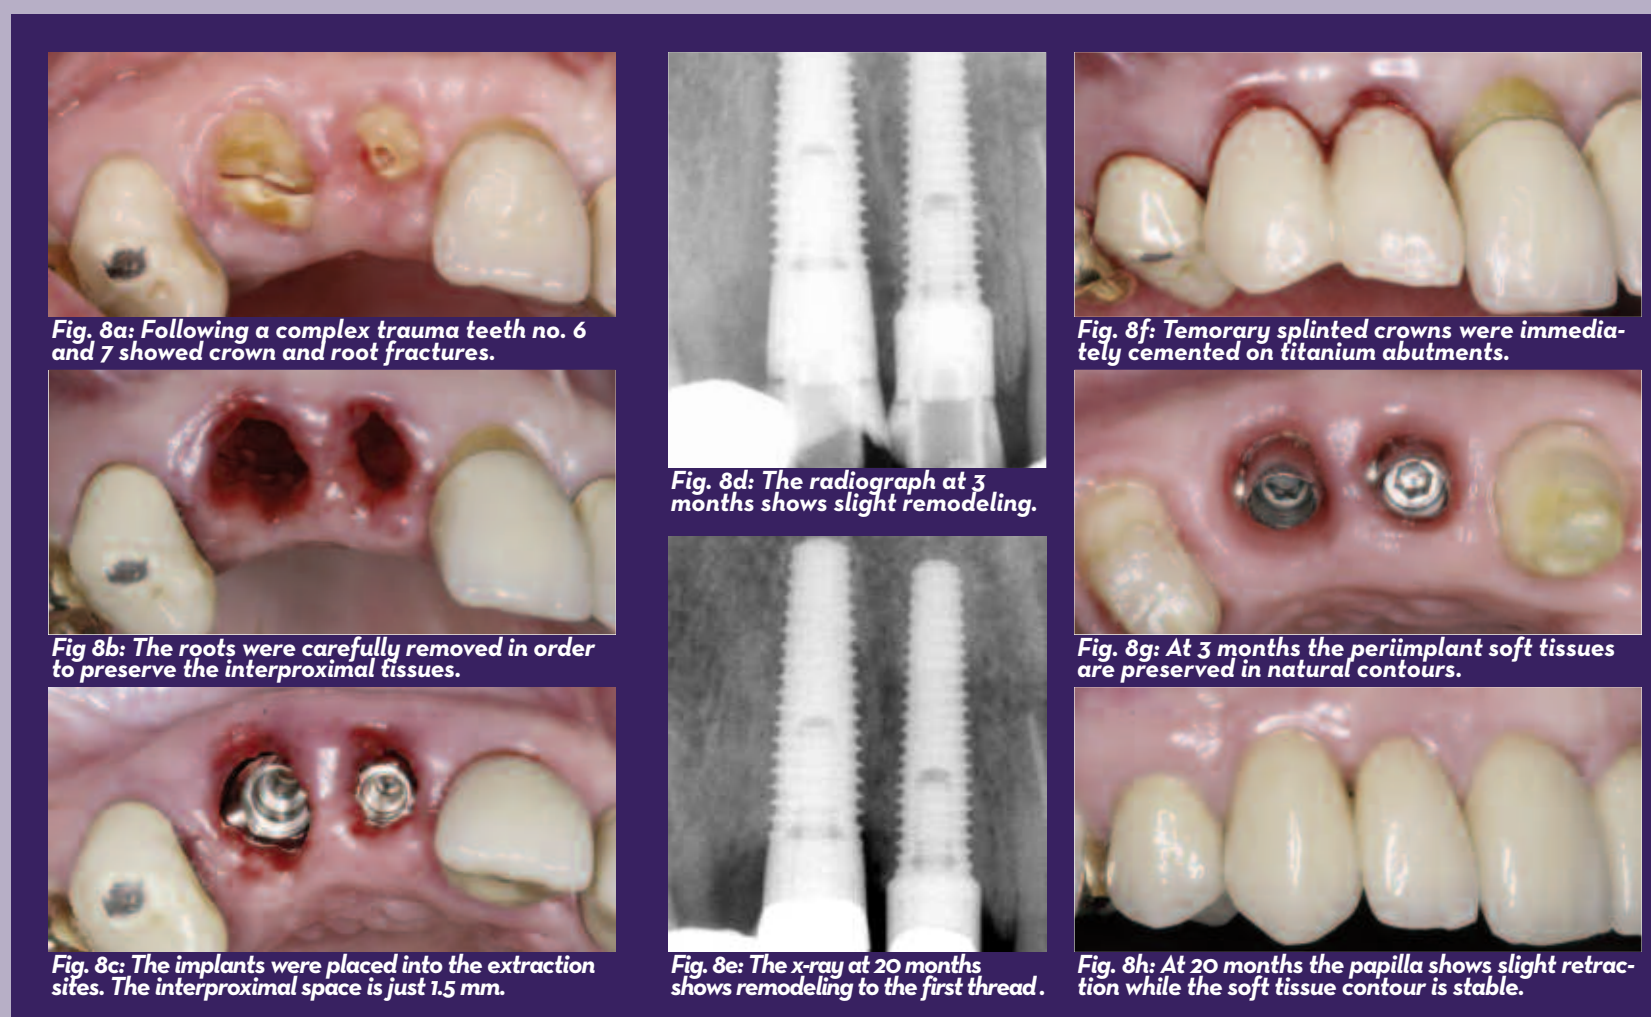 Fig. 8a: Following a complex trauma teeth no. 6
and 7 showed crown and root fractures.
Fig 8b: The roots were carefully removed in order
to preserve the interproximal tissues.
Fig. 8c: The implants were placed into the extraction
sites. The interproximal space is just 1.5 mm.
Fig. 8d: The radiograph at 3
months shows slight remodeling.
Fig. 8e: The x-ray at 20 months
shows remodeling to the first thread.
Fig. 8f: Temorary splinted crowns were immedia-
tely cemented on titanium abutments.
Fig. 8g: At 3 months the periimplant soft tissues
are preserved in natural contours.
Fig. 8h: At 20 months the papilla shows slight retrac-
tion while the soft tissue contour is stable.